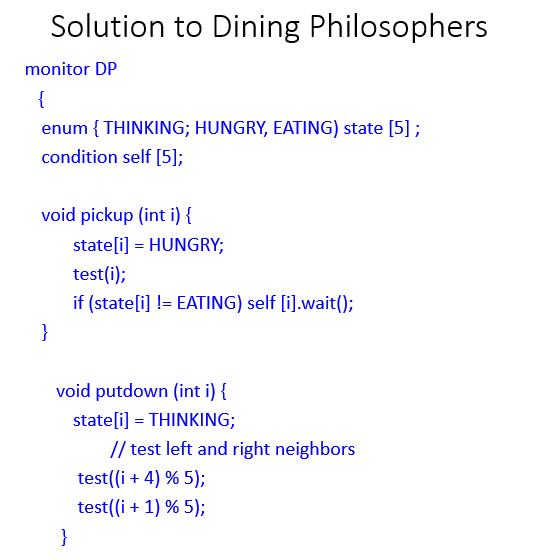 Solution to Dining Philosophers
monitor DP
{
enum { THINKING; HUNGRY, EATING) state [5] ;
condition self [5];
void pickup (int i) {
state[i] = HUNGRY;
test(i);
if (state[i] != EATING) self [i].wait();
}
void putdown (int i) {
state[i] = THINKING;
// test left and right neighbors
test((i + 4) % 5);
test((i + 1) % 5);
}